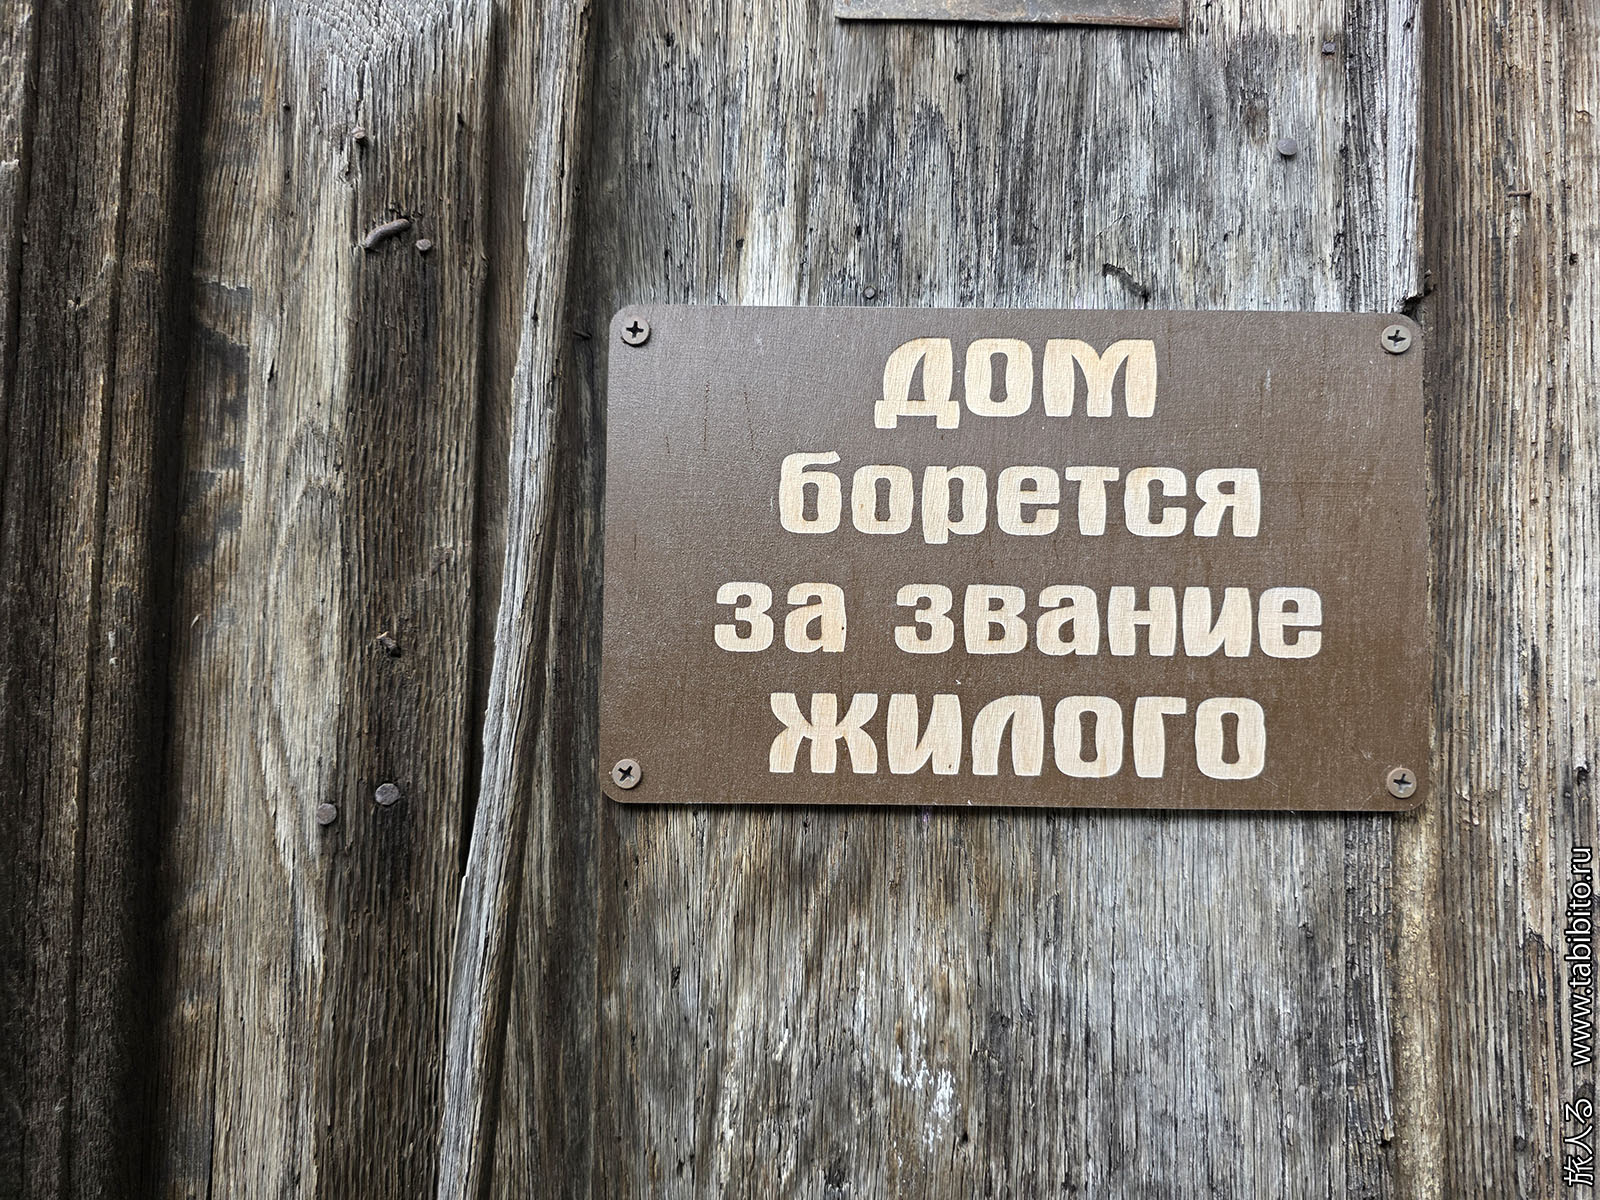 дом
борется
за звание
жилого
旅人る www.tabibito.ru